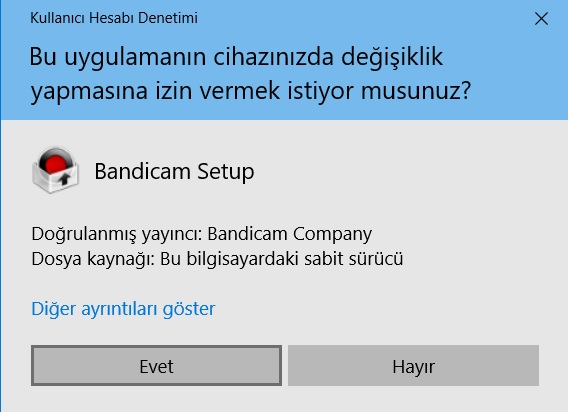 Kullanıcı Hesabı Denetimi
Bu uygulamanın cihazınızda değişiklik
yapmasına izin vermek istiyor musunuz?
Bandicam Setup
Doğrulanmış yayıncı: Bandicam Company
Dosya kaynağı: Bu bilgisayardaki sabit sürücü
Diğer ayrıntıları göster
Evet
Hayır